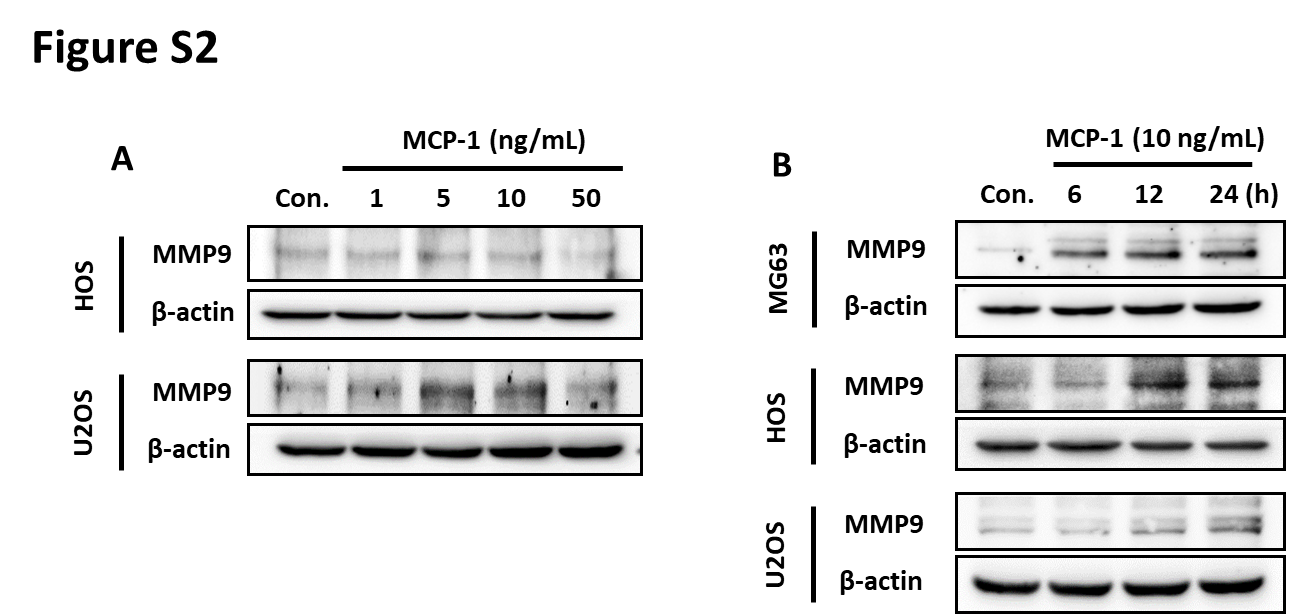 Figure S2
A
MCP-1 (ng/mL)
Con. 1 5 10 50
HOS
MMP9
β-actin
U2OS
MMP9
β-actin
B
MCP-1 (10 ng/mL)
Con. 6 12 24 (h)
MG63
MMP9
β-actin
HOS
MMP9
β-actin
U2OS
MMP9
β-actin